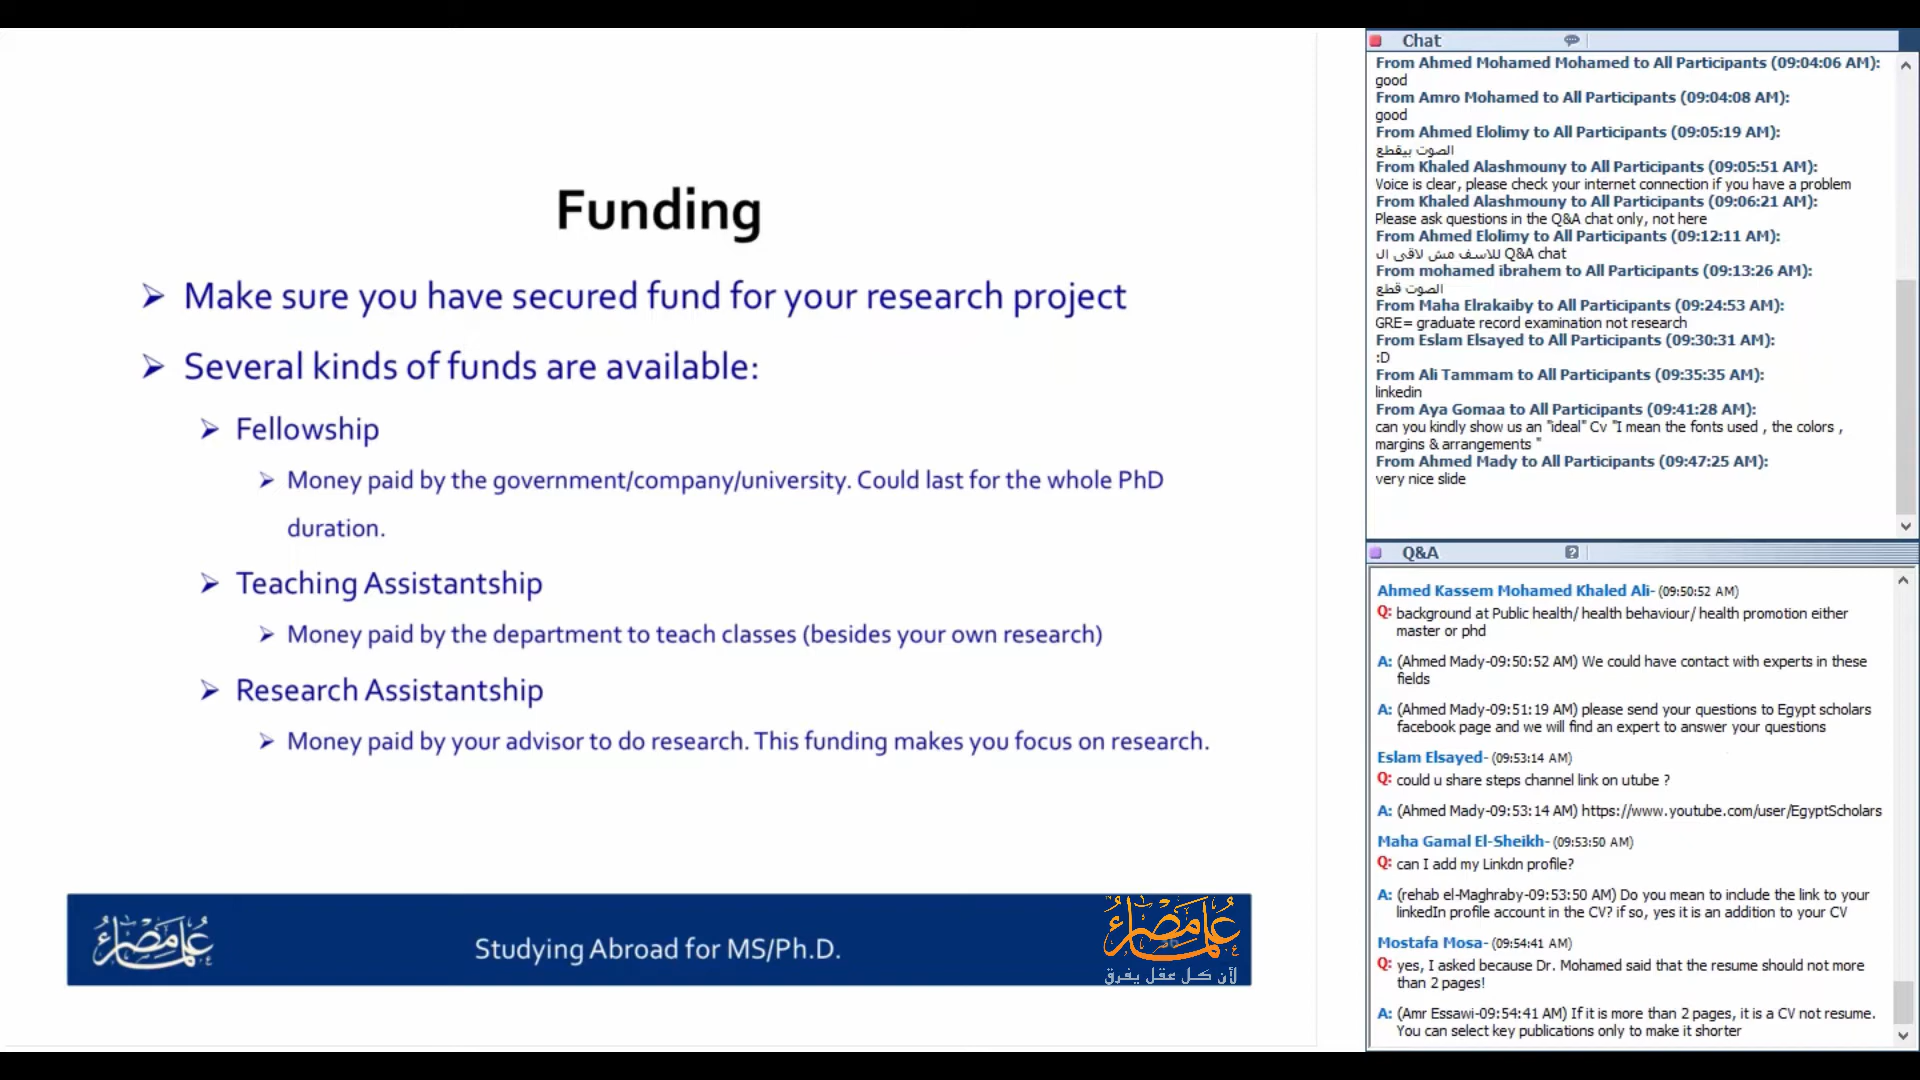 Funding
➢ Make sure you have secured fund for your research project
➢ Several kinds of funds are available:
➢ Fellowship
➢ Money paid by the government/company/university. Could last for the whole PhD
duration.
➢ Teaching Assistantship
➢ Money paid by the department to teach classes (besides your own research)
➢ Research Assistantship
➢ Money paid by your advisor to do research. This funding makes you focus on research.
علماء مصر
Studying Abroad for MS/Ph.D.
علماء مصر
لأن كل عقل يفرق
Chat
From Ahmed Mohamed Mohamed to All Participants (09:04:06 AM):
good
From Amro Mohamed to All Participants (09:04:08 AM):
good
From Ahmed Elolimy to All Participants (09:05:19 AM):
الصوت بيقطع
From Khaled Alashmouny to All Participants (09:05:51 AM):
Voice is clear, please check your internet connection if you have a problem
From Khaled Alashmouny to All Participants (09:06:21 AM):
Please ask questions in the Q&A chat only, not here
From Ahmed Elolimy to All Participants (09:12:11 AM):
للاسف مش لاقى ال Q&A chat
From mohamed ibrahem to All Participants (09:13:26 AM):
الصوت قطع
From Maha Elrakaiby to All Participants (09:24:53 AM):
GRE= graduate record examination not research
From Eslam Elsayed to All Participants (09:30:31 AM):
:D
From Ali Tammam to All Participants (09:35:35 AM):
linkedin
From Aya Gomaa to All Participants (09:41:28 AM):
can you kindly show us an "ideal" Cv "I mean the fonts used , the colors ,
margins & arrangements "
From Ahmed Mady to All Participants (09:47:25 AM):
very nice slide
Q&A
Ahmed Kassem Mohamed Khaled Ali- (09:50:52 AM)
Q: background at Public health/ health behaviour/ health promotion either
master or phd
A: (Ahmed Mady-09:50:52 AM) We could have contact with experts in these
fields
A: (Ahmed Mady-09:51:19 AM) please send your questions to Egypt scholars
facebook page and we will find an expert to answer your questions
Eslam Elsayed- (09:53:14 AM)
Q: could u share steps channel link on utube ?
A: (Ahmed Mady-09:53:14 AM) https://www.youtube.com/user/EgyptScholars
Maha Gamal El-Sheikh- (09:53:50 AM)
Q: can I add my Linkdn profile?
A: (rehab el-Maghraby-09:53:50 AM) Do you mean to include the link to your
linkedIn profile account in the CV? if so, yes it is an addition to your CV
Mostafa Mosa- (09:54:41 AM)
Q: yes, I asked because Dr. Mohamed said that the resume should not more
than 2 pages!
A: (Amr Essawi-09:54:41 AM) If it is more than 2 pages, it is a CV not resume.
You can select key publications only to make it shorter